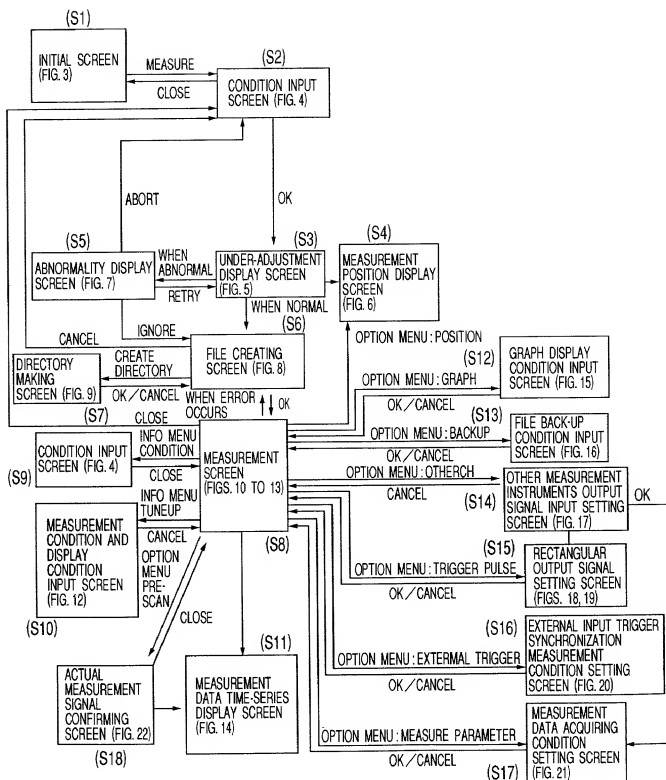 (S1)
INITIAL SCREEN
(FIG. 3)
MEASURE
CLOSE
(S2)
CONDITION INPUT
SCREEN (FIG. 4)
ABORT
OK
(S5)
ABNORMALITY DISPLAY
SCREEN (FIG. 7)
WHEN
ABNORMAL
RETRY
(S3)
UNDER-ADJUSTMENT
DISPLAY SCREEN
(FIG. 5)
WHEN NORMAL
(S4)
MEASUREMENT
POSITION DISPLAY
SCREEN
(FIG. 6)
IGNORE
CANCEL
(S6)
FILE CREATING
SCREEN (FIG. 8)
CREATE
DIRECTORY
OK/CANCEL
DIRECTORY
MAKING
SCREEN (FIG. 9)
(S7)
WHEN ERROR
OCCURS
OK
OPTION MENU : POSITION
(S12)
GRAPH DISPLAY
CONDITION INPUT
SCREEN (FIG. 15)
OPTION MENU : GRAPH
OK/CANCEL
(S13)
FILE BACK-UP
CONDITION INPUT
SCREEN (FIG. 16)
OPTION MENU : BACKUP
OK/CANCEL
CLOSE
INFO MENU
CONDITION
CLOSE
CONDITION INPUT
SCREEN (FIG. 4)
(S9)
MEASUREMENT
SCREEN
(FIGS. 10 TO 13)
(S8)
OPTION MENU : OTHERCH
CANCEL
(S14)
OTHER MEASUREMENT
INSTRUMENTS OUTPUT
SIGNAL INPUT SETTING
SCREEN (FIG. 17)
OK
INFO MENU
TUNEUP
CANCEL
MEASUREMENT
CONDITION AND
DISPLAY
CONDITION
INPUT SCREEN
(FIG. 12)
(S10)
OPTION
MENU
PRE-
SCAN
CLOSE
(S15)
RECTANGULAR
OUTPUT SIGNAL
SETTING SCREEN
(FIGS. 18, 19)
OPTION MENU : TRIGGER PULSE
OK/CANCEL
(S16)
EXTERNAL INPUT TRIGGER
SYNCHRONIZATION
MEASUREMENT
CONDITION SETTING
SCREEN (FIG. 20)
OPTION MENU : EXTERMAL TRIGGER
OK/CANCEL
(S11)
MEASUREMENT
DATA TIME-SERIES
DISPLAY SCREEN
(FIG. 14)
ACTUAL
MEASUREMENT
SIGNAL
CONFIRMING
SCREEN (FIG. 22)
(S18)
OPTION MENU : MEASURE PARAMETER
OK/CANCEL
(S17)
MEASUREMENT
DATA ACQUIRING
CONDITION
SETTING SCREEN
(FIG. 21)